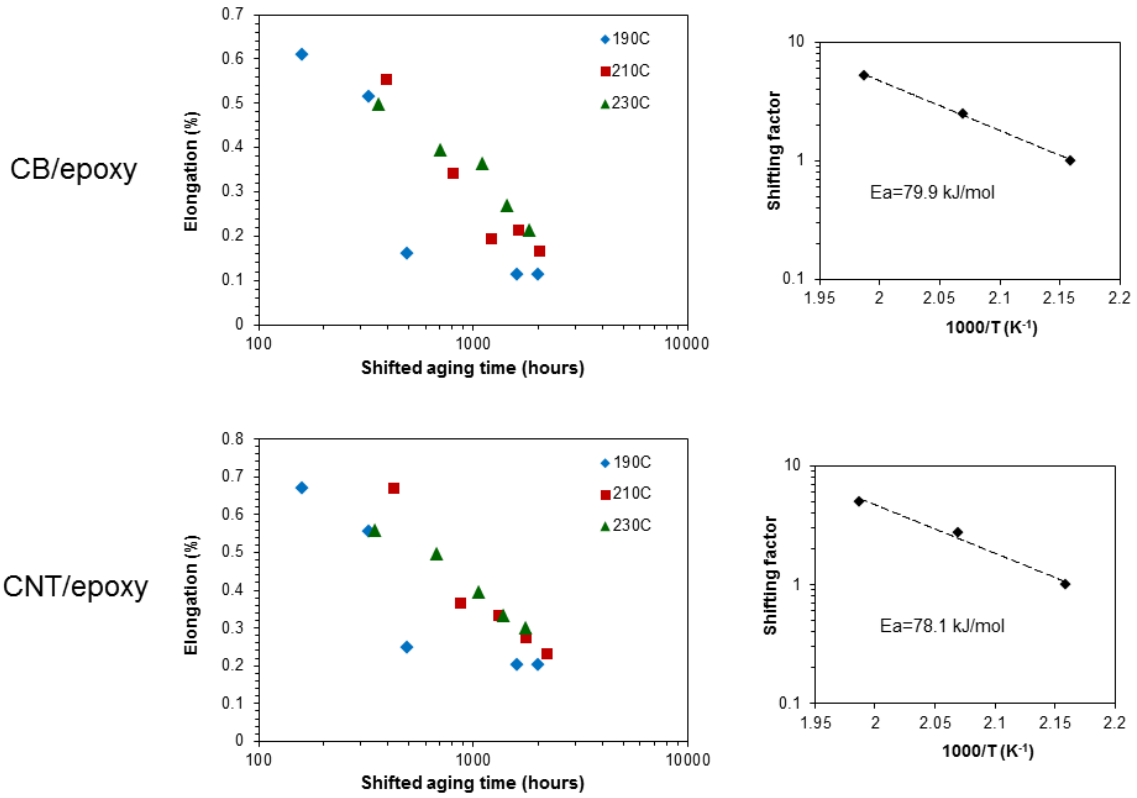 CB/epoxy
Elongation (%)
0.7
0.6
0.5
0.4
0.3
0.2
0.1
0
100
1000
10000
Shifted aging time (hours)
190C
210C
230C
Shifting factor
10
1
0.1
Ea=79.9 kJ/mol
1.95
2
2.05
2.1
2.15
2.2
1000/T (K⁻¹)
CNT/epoxy
Elongation (%)
0.8
0.7
0.6
0.5
0.4
0.3
0.2
0.1
0
100
1000
10000
Shifted aging time (hours)
190C
210C
230C
Shifting factor
10
1
0.1
Ea=78.1 kJ/mol
1.95
2
2.05
2.1
2.15
2.2
1000/T (K⁻¹)